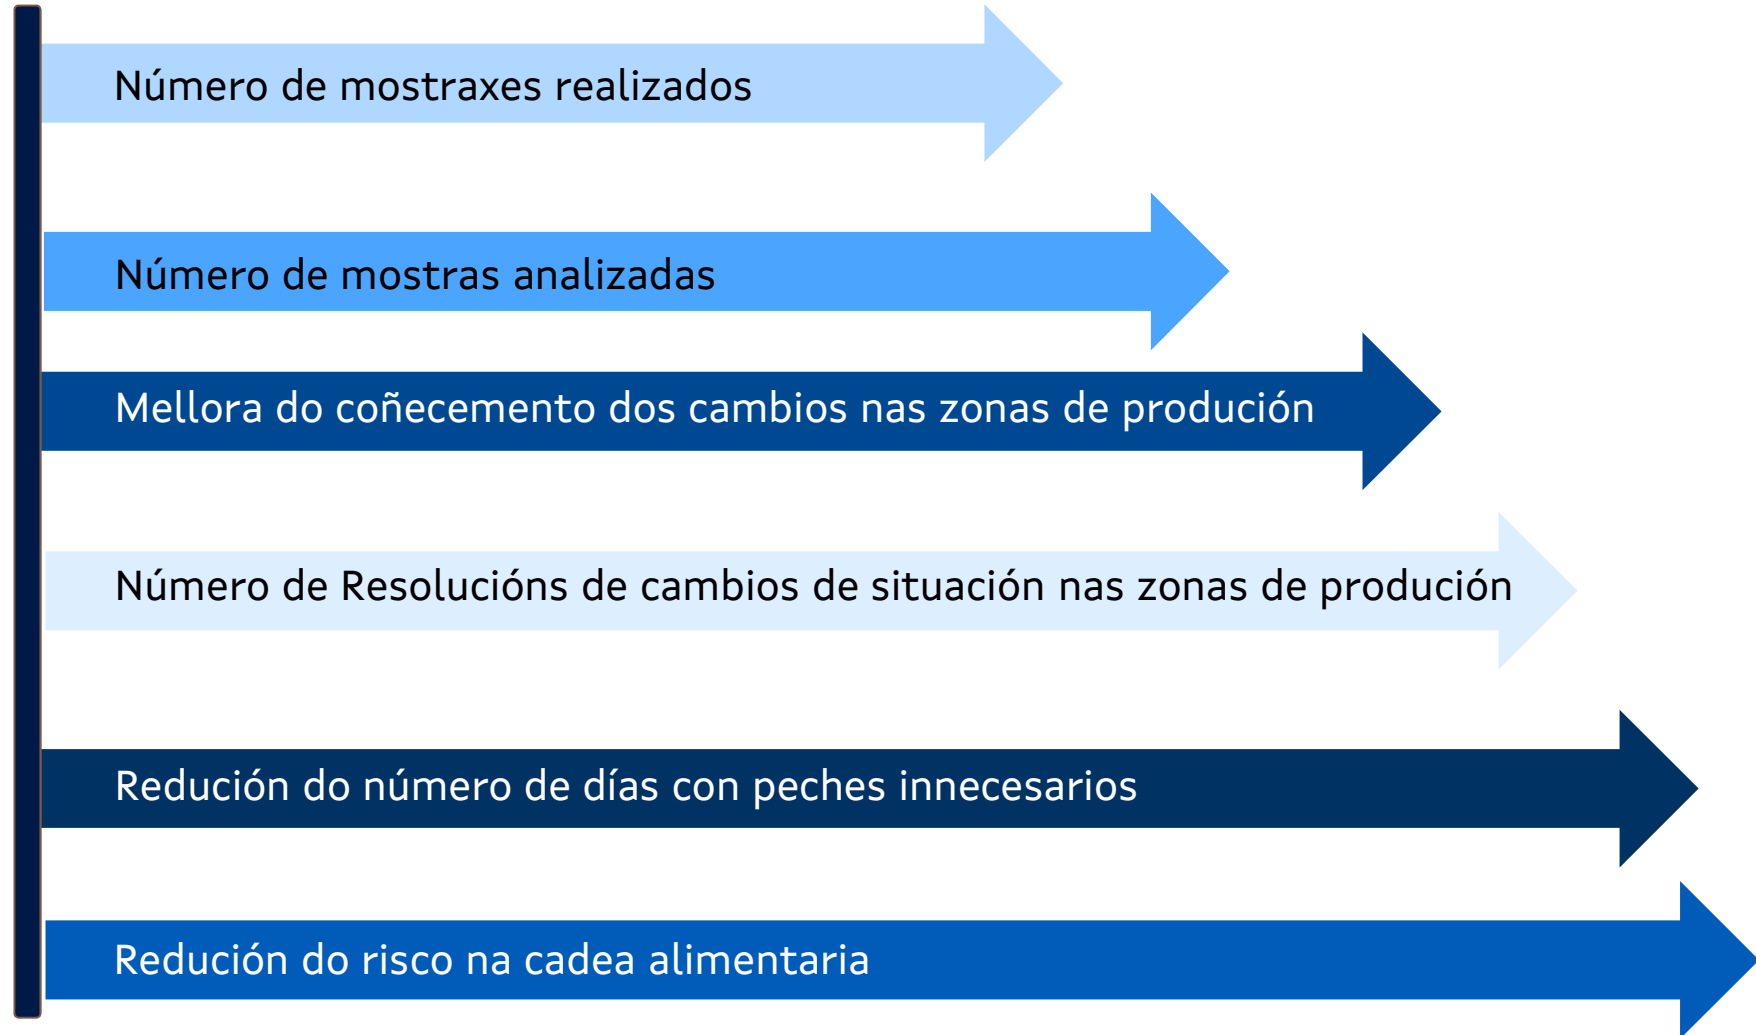 Número de mostraxes realizados
Número de mostras analizadas
Mellora do coñecemento dos cambios nas zonas de produción
Número de Resolucións de cambios de situación nas zonas de produción
Redución do número de días con peches innecesarios
Redución do risco na cadea alimentaria